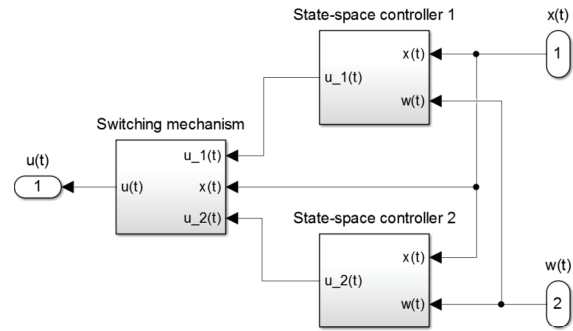 State-space controller 1
x(t)
x(t)
1
u_1(t)
w(t)
Switching mechanism
u(t)
u_1(t)
1
u(t)
x(t)
u_2(t)
State-space controller 2
x(t)
w(t)
u_2(t)
w(t)
2